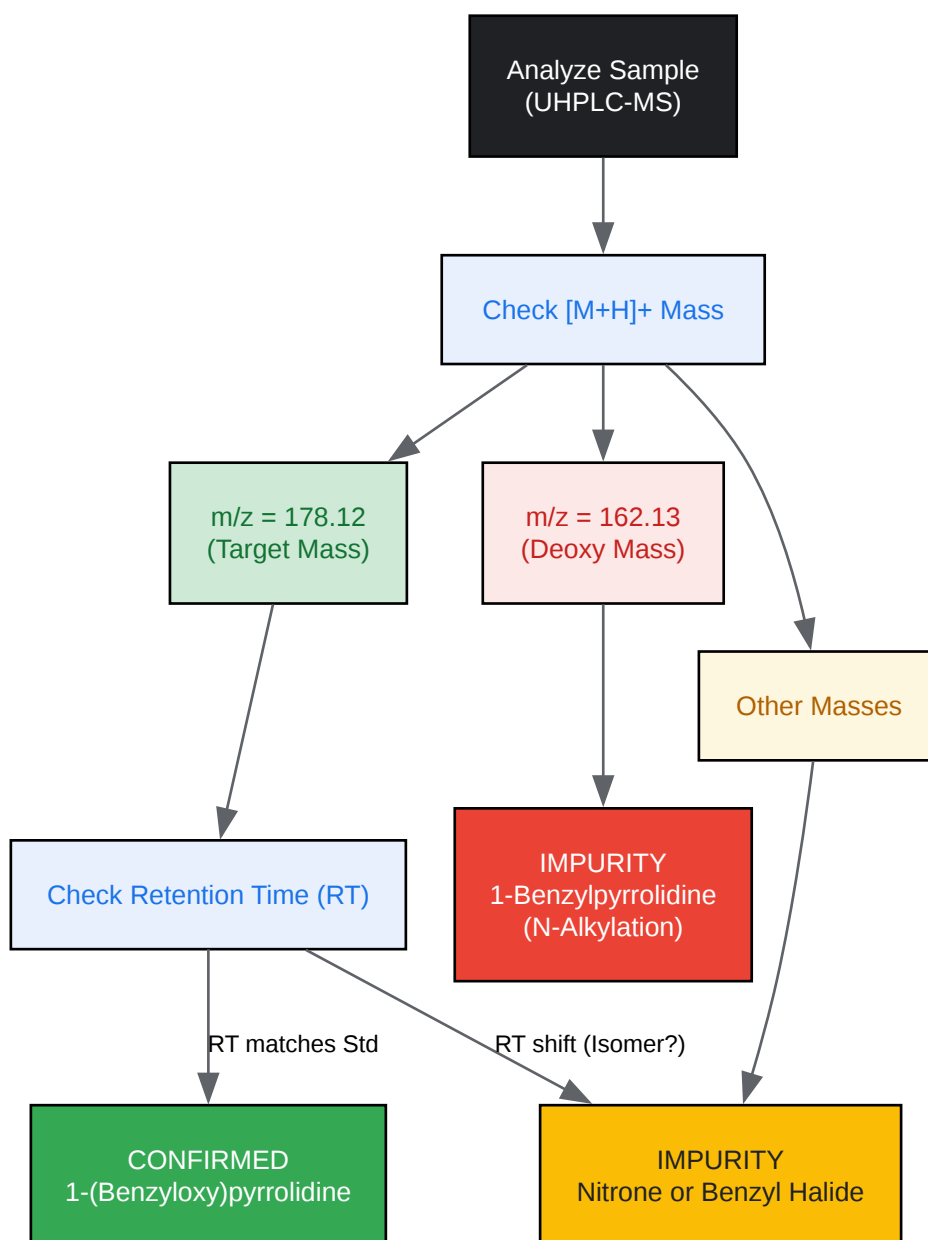 Analyze Sample
(UHPLC-MS)
Check [M+H]+ Mass
m/z = 178.12
(Target Mass)
m/z = 162.13
(Deoxy Mass)
Other Masses
Check Retention Time (RT)
IMPURITY
1-Benzylpyrrolidine
(N-Alkylation)
RT matches Std
RT shift (Isomer?)
CONFIRMED
1-(Benzyloxy)pyrrolidine
IMPURITY
Nitrone or Benzyl Halide